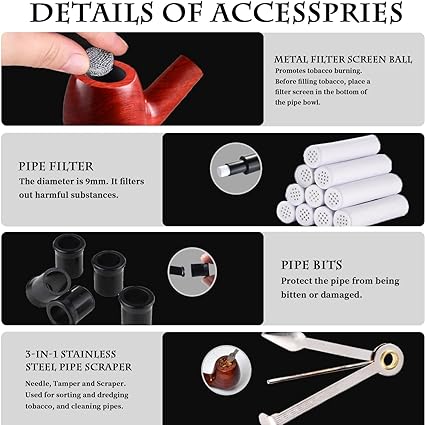 DETAILS OF ACCESSPRIES
METAL FILTER SCREEN BALL
Promotes tobacco burning.
Before filling tobacco, place a
filter screen in the bottom of
the pipe bowl.
PIPE FILTER
The diameter is 9mm. It filters
out harmful substances.
PIPE BITS
Protect the pipe from being
bitten or damaged.
3-IN-1 STAINLESS
STEEL PIPE SCRAPER
Needle, Tamper and Scraper.
Used for sorting and dredging
tobacco, and cleaning pipes.